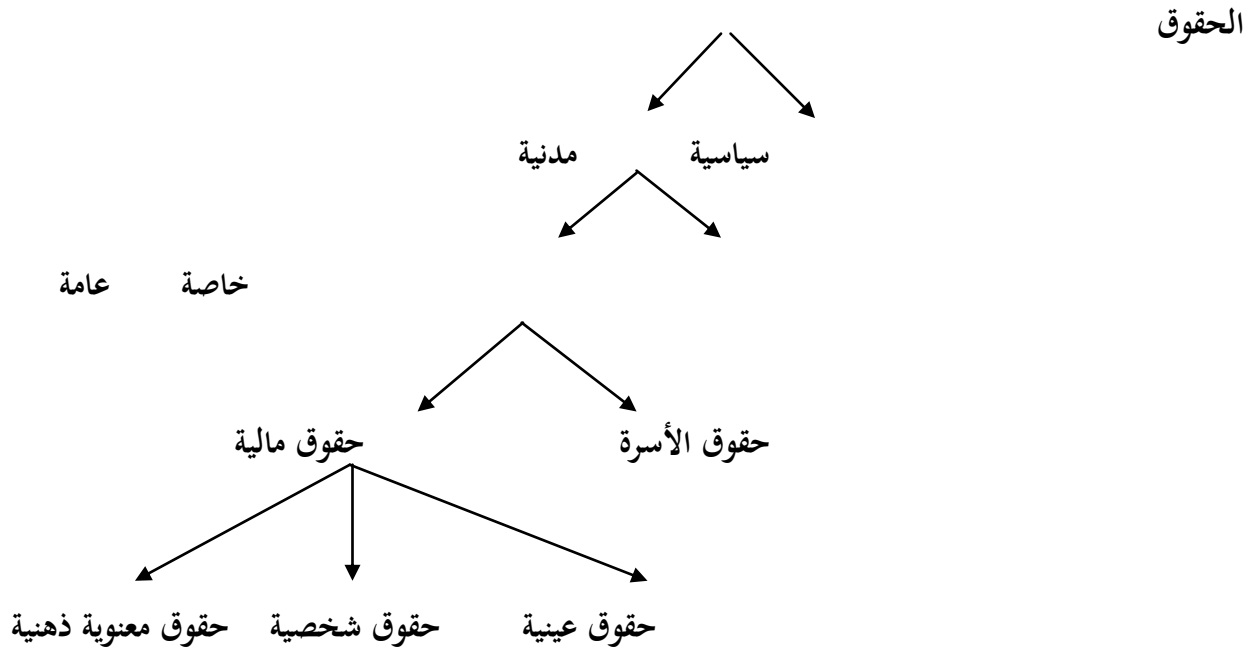 الحقوق
سياسية مدنية
خاصة عامة
حقوق الأسرة حقوق مالية
حقوق عينية حقوق شخصية حقوق معنوية ذهنية